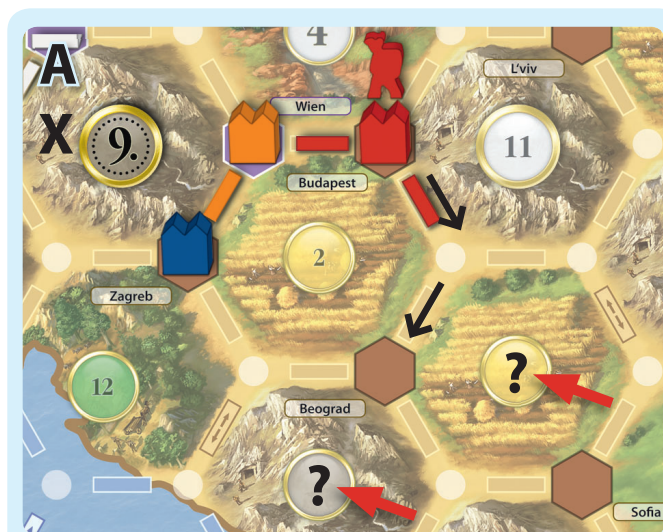 4
A
L'viv
Wien
X
9.
11
Budapest
2
Zagreb
?
12
Beograd
?
Sofia